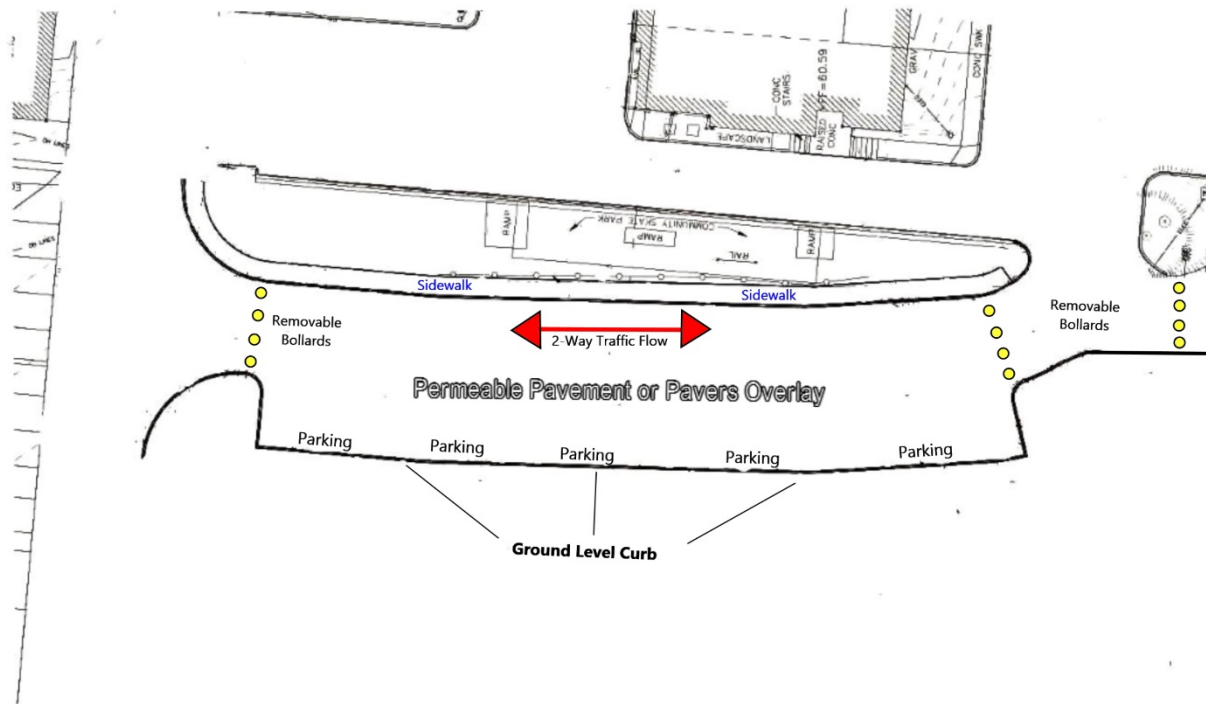 CONC
STAIRS
FF=60.59
GRAV
CONC SWK
LANDSCAPE
RAISED
CONC
RAMP
COMMUNITY SKATE PARK
RAMP
RAMP
RAIL
Sidewalk
Sidewalk
Removable
Bollards
Removable
Bollards
2-Way Traffic Flow
Permeable Pavement or Pavers Overlay
Parking
Parking
Parking
Parking
Parking
Ground Level Curb